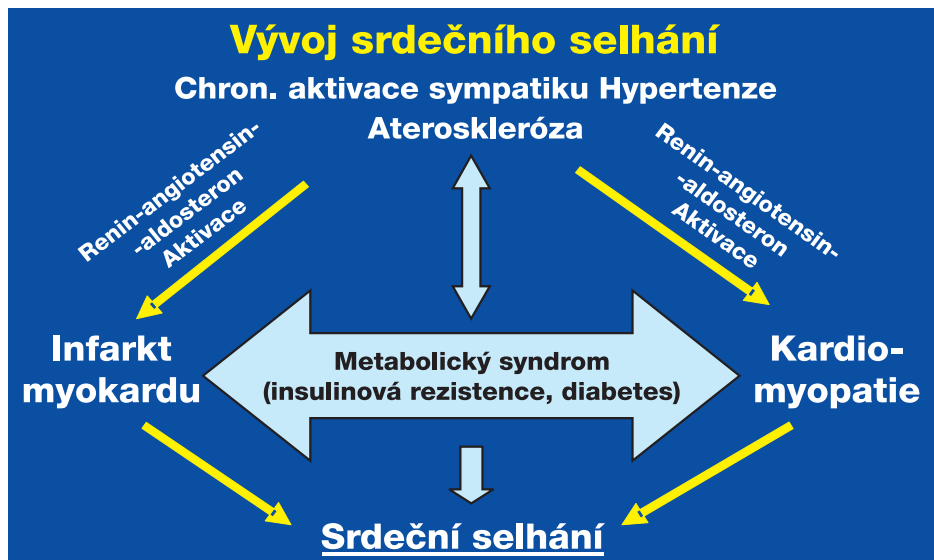 Vývoj srdečního selhání
Chron. aktivace sympatiku Hypertenze
Ateroskleróza
Renin-angiotensin-
-aldosteron
Aktivace
Renin-angiotensin-
-aldosteron
Aktivace
Infarkt
myokardu
Metabolický syndrom
(insulinová rezistence, diabetes)
Kardio-
myopatie
Srdeční selhání